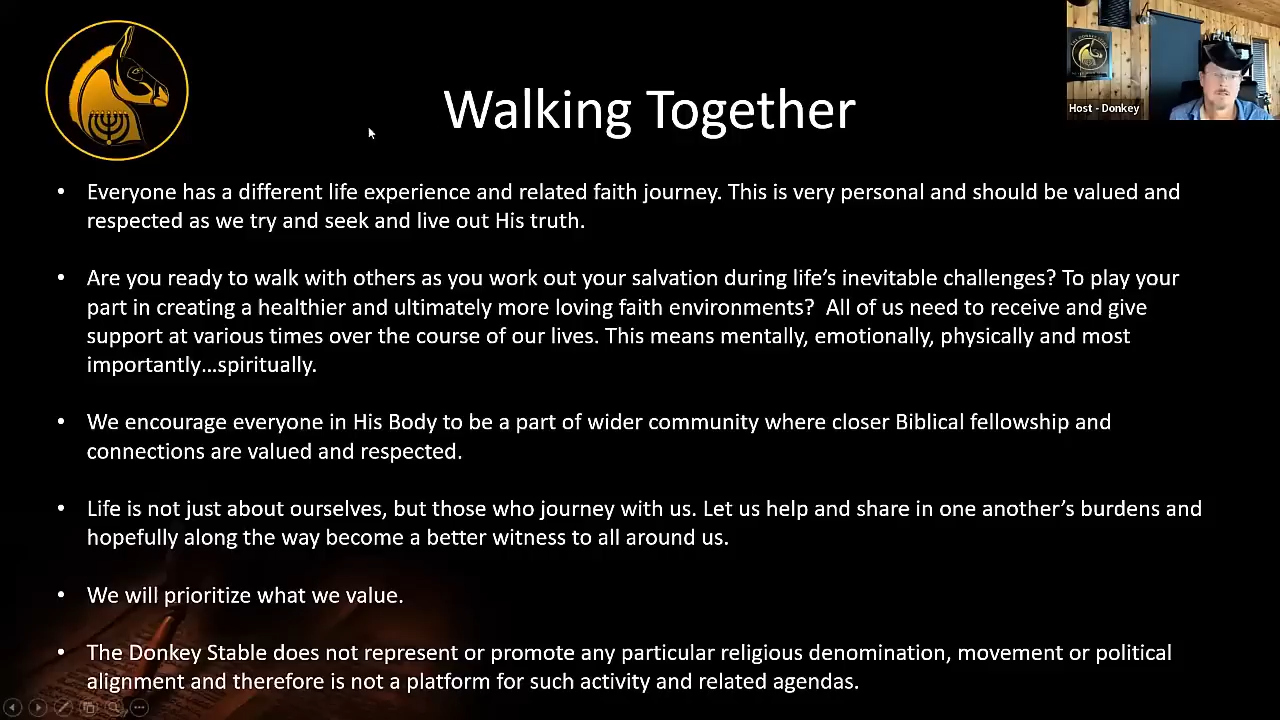 Walking Together
Host - Donkey
• Everyone has a different life experience and related faith journey. This is very personal and should be valued and
respected as we try and seek and live out His truth.
• Are you ready to walk with others as you work out your salvation during life’s inevitable challenges? To play your
part in creating a healthier and ultimately more loving faith environments?  All of us need to receive and give
support at various times over the course of our lives. This means mentally, emotionally, physically and most
importantly…spiritually.
• We encourage everyone in His Body to be a part of wider community where closer Biblical fellowship and
connections are valued and respected.
• Life is not just about ourselves, but those who journey with us. Let us help and share in one another’s burdens and
hopefully along the way become a better witness to all around us.
• We will prioritize what we value.
• The Donkey Stable does not represent or promote any particular religious denomination, movement or political
alignment and therefore is not a platform for such activity and related agendas.